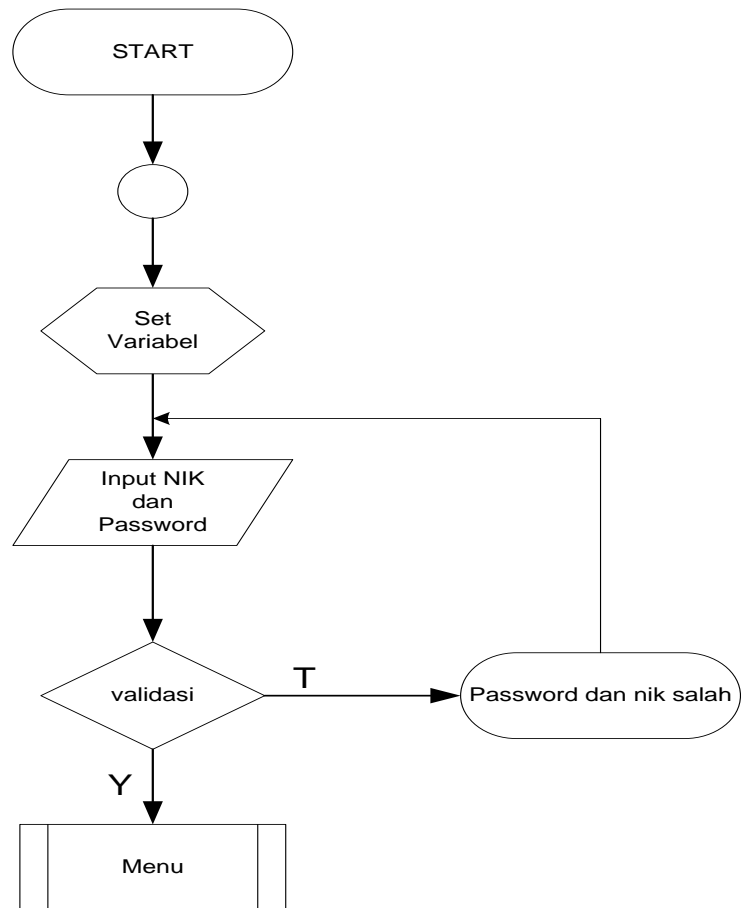 START
Set
Variabel
Input NIK
dan
Password
validasi
T
Password dan nik salah
Y
Menu